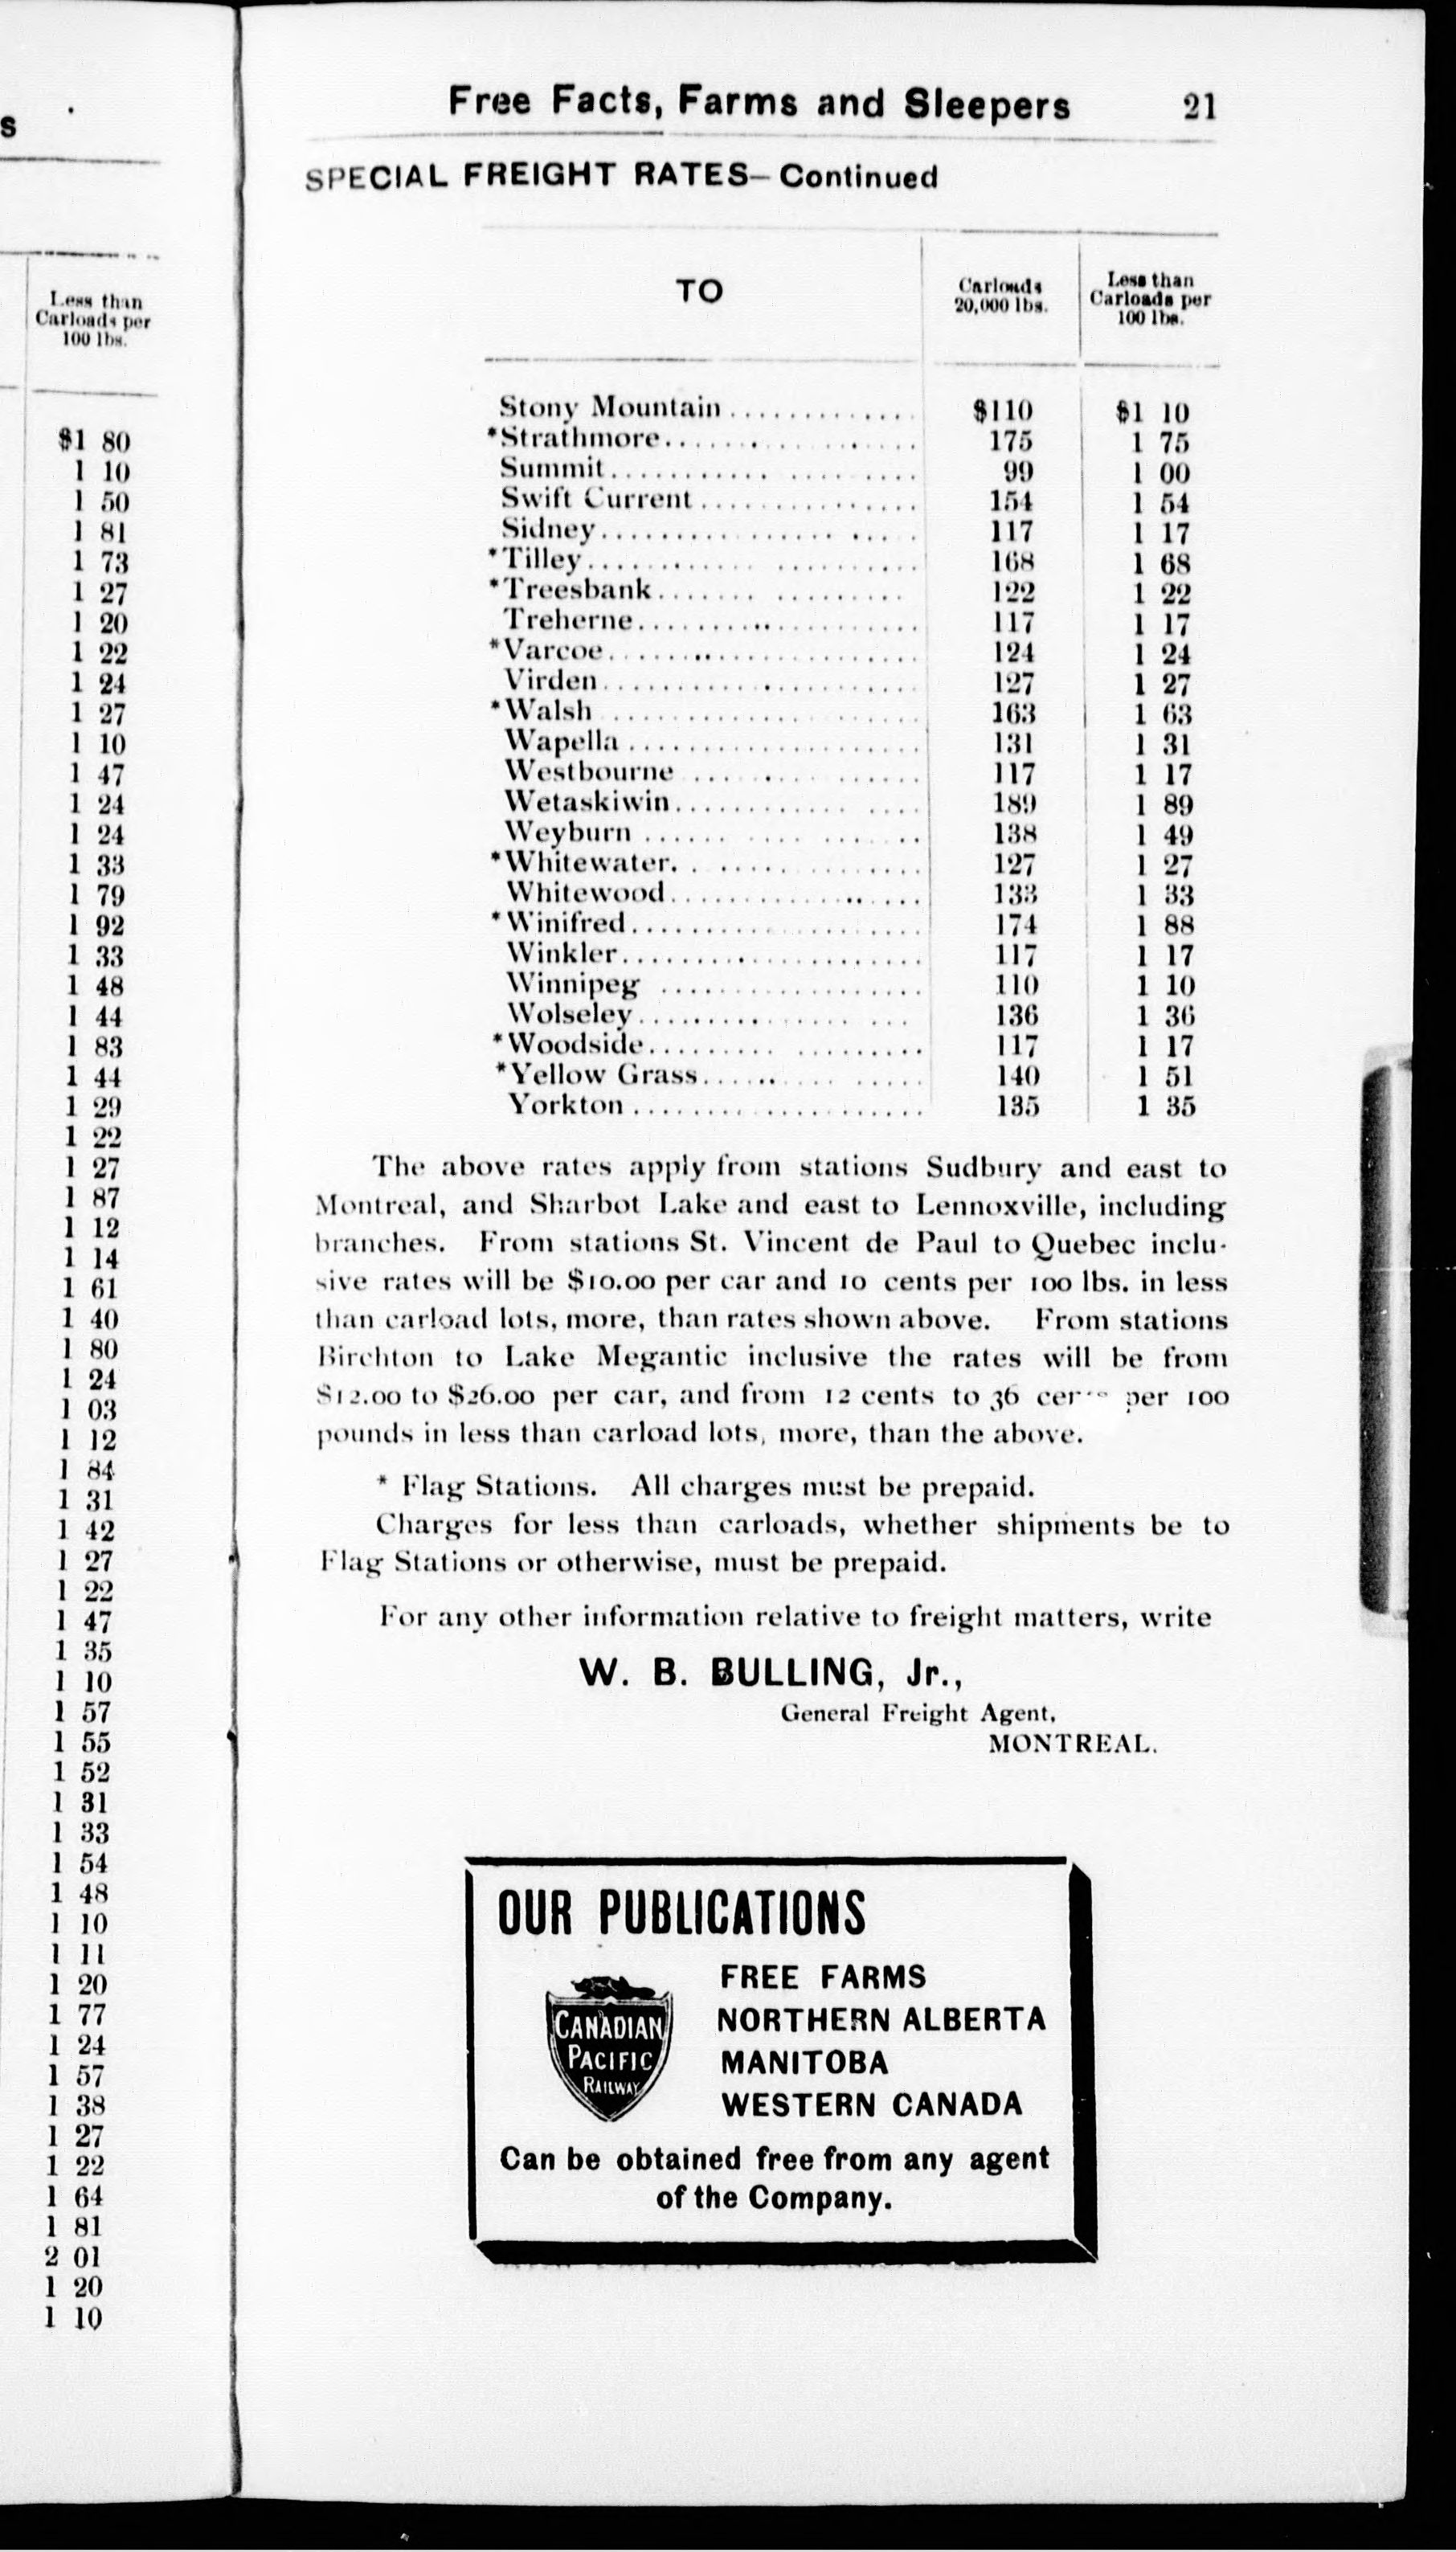 s
Less than
Carloads per
100 lbs.
$1 80
1 10
1 50
1 81
1 73
1 27
1 20
1 22
1 24
1 27
1 10
1 47
1 24
1 24
1 33
1 79
1 92
1 33
1 48
1 44
1 83
1 44
1 29
1 22
1 27
1 87
1 12
1 14
1 61
1 40
1 80
1 24
1 03
1 12
1 84
1 31
1 42
1 27
1 22
1 47
1 35
1 10
1 57
1 55
1 52
1 31
1 33
1 54
1 48
1 10
1 11
1 20
1 77
1 24
1 57
1 38
1 27
1 22
1 64
1 81
2 01
1 20
1 10
Free Facts, Farms and Sleepers 21
SPECIAL FREIGHT RATES—Continued
TO
Carloads
20,000 lbs.
Less than
Carloads per
100 lbs.
Stony Mountain $110 $1 10
*Strathmore 175 1 75
Summit 99 1 00
Swift Current 154 1 54
Sidney 117 1 17
*Tilley 168 1 68
*Treesbank 122 1 22
Treherne 117 1 17
*Varcoe 124 1 24
Virden 127 1 27
*Walsh 163 1 63
Wapella 131 1 31
Westbourne 117 1 17
Wetaskiwin 189 1 89
Weyburn 138 1 49
*Whitewater 127 1 27
Whitewood 133 1 33
*Winifred 174 1 88
Winkler 117 1 17
Winnipeg 110 1 10
Wolseley 136 1 36
*Woodside 117 1 17
*Yellow Grass 140 1 51
Yorkton 135 1 35
The above rates apply from stations Sudbury and east to
Montreal, and Sharbot Lake and east to Lennoxville, including
branches. From stations St. Vincent de Paul to Quebec inclu-
sive rates will be $10.00 per car and 10 cents per 100 lbs. in less
than carload lots, more, than rates shown above. From stations
Birchton to Lake Megantic inclusive the rates will be from
$12.00 to $26.00 per car, and from 12 cents to 36 per 100
pounds in less than carload lots, more, than the above.
* Flag Stations. All charges must be prepaid.
Charges for less than carloads, whether shipments be to
Flag Stations or otherwise, must be prepaid.
For any other information relative to freight matters, write
W. B. BULLING, Jr.,
General Freight Agent,
MONTREAL.
OUR PUBLICATIONS
CANADIAN
PACIFIC
RAILWAY
FREE FARMS
NORTHERN ALBERTA
MANITOBA
WESTERN CANADA
Can be obtained free from any agent
of the Company.